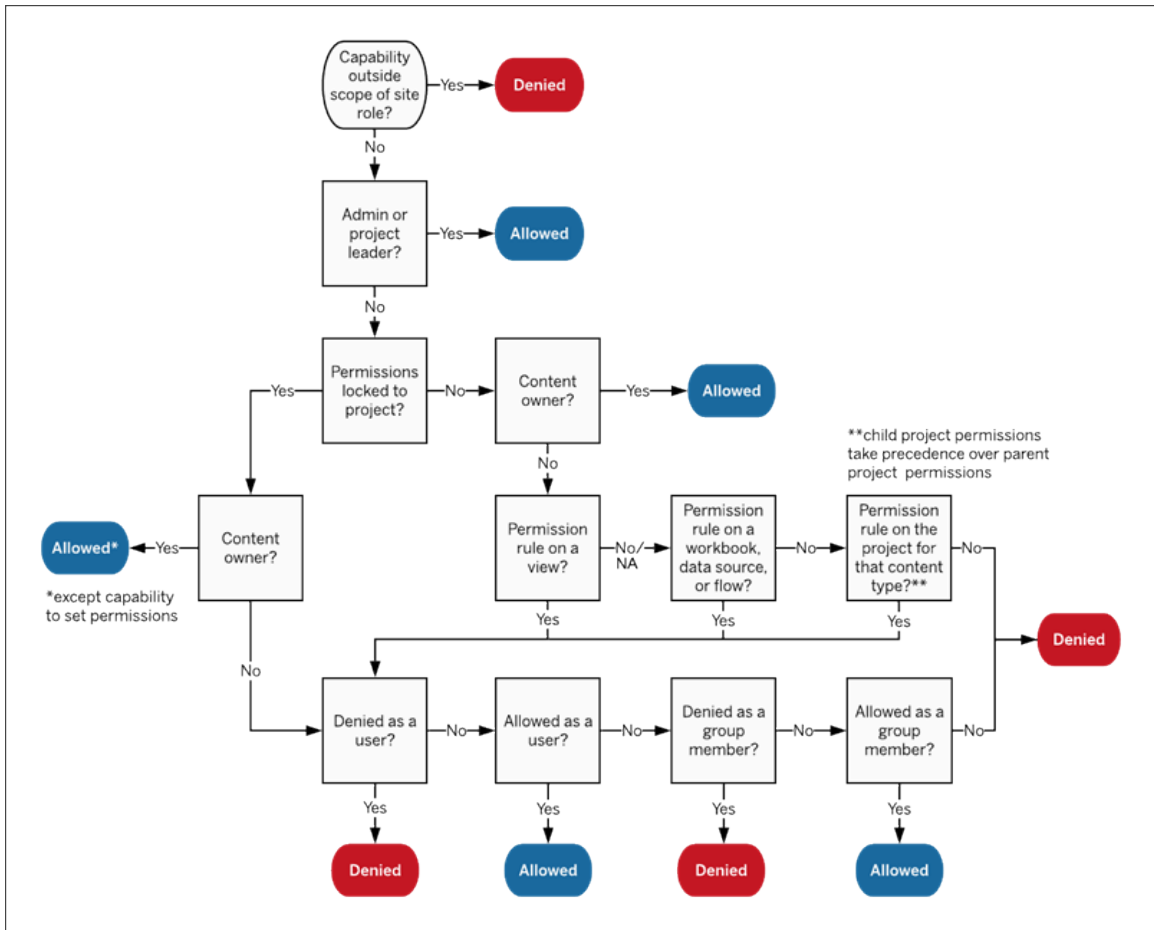 Capability
outside
scope of site
role?
Yes
Denied
No
Admin or
project
leader?
Yes
Allowed
No
Permissions
locked to
project?
Yes
No
Content
owner?
Yes
Allowed
No
**child project permissions
take precedence over parent
project permissions
Content
owner?
Yes
Allowed*
*except capability
to set permissions
No
Permission
rule on a
view?
No/
NA
Permission
rule on a
workbook,
data source,
or flow?
No
Permission
rule on the
project for
that content
type?**
No
Yes
Yes
Yes
Denied
Denied as a
user?
No
Allowed as a
user?
No
Denied as a
group
member?
No
Allowed as a
group
member?
No
Yes
Yes
Yes
Yes
Denied
Allowed
Denied
Allowed